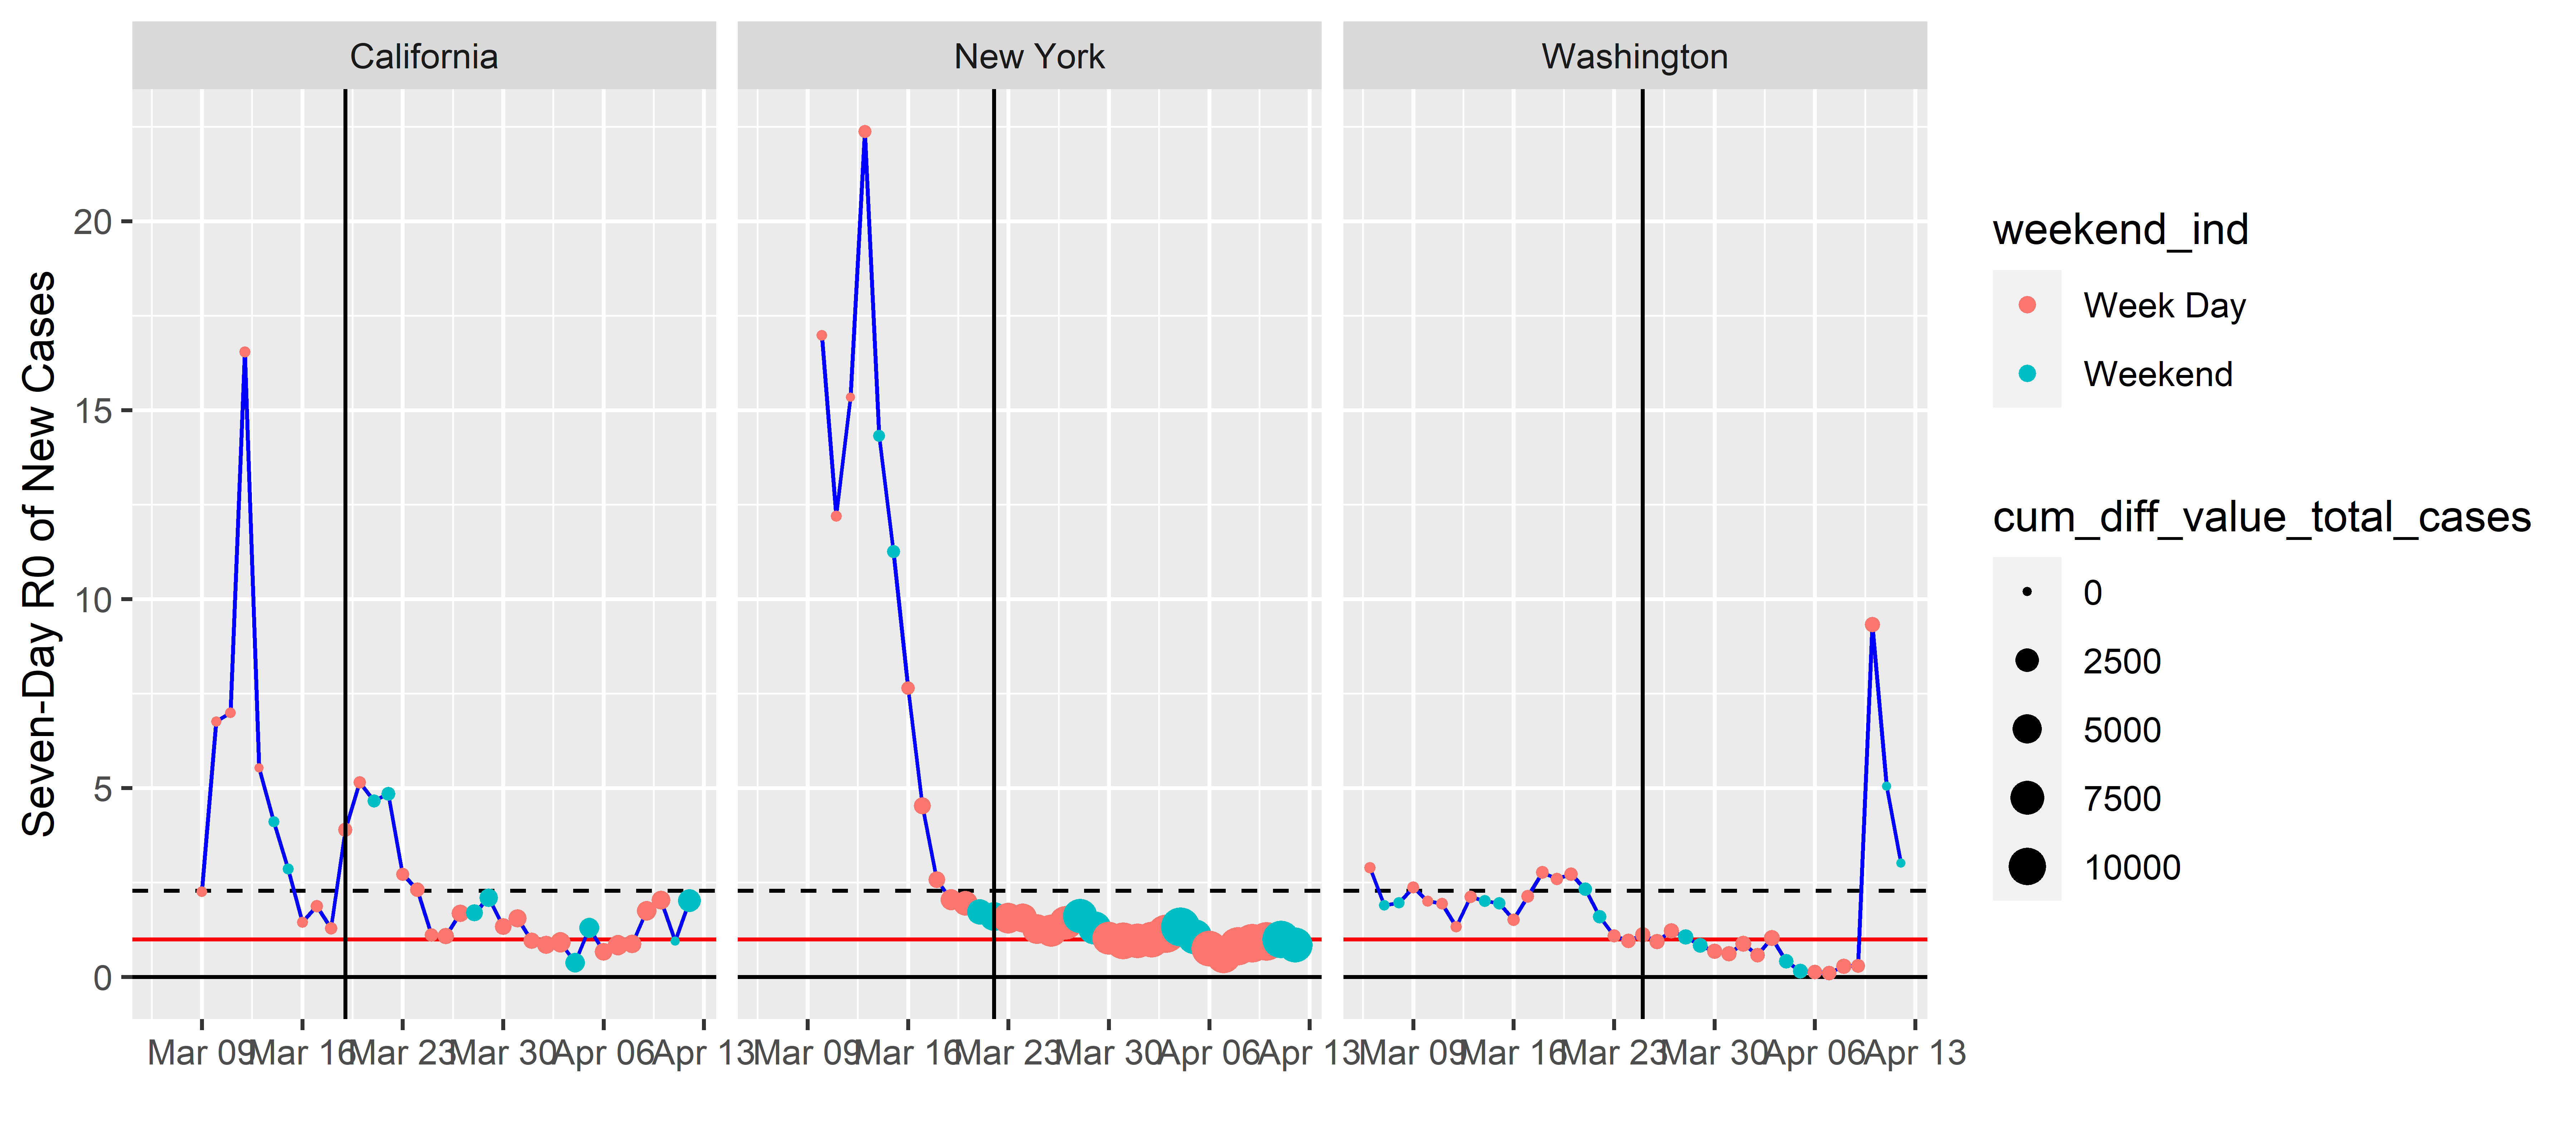 California New York Washington
Seven-Day R0 of New Cases
20
15
10
5
0
Mar 09 Mar 16 Mar 23 Mar 30 Apr 06 Apr 13 Mar 09 Mar 16 Mar 23 Mar 30 Apr 06 Apr 13 Mar 09 Mar 16 Mar 23 Mar 30 Apr 06 Apr 13
weekend_ind
Week Day
Weekend
cum_diff_value_total_cases
0
2500
5000
7500
10000